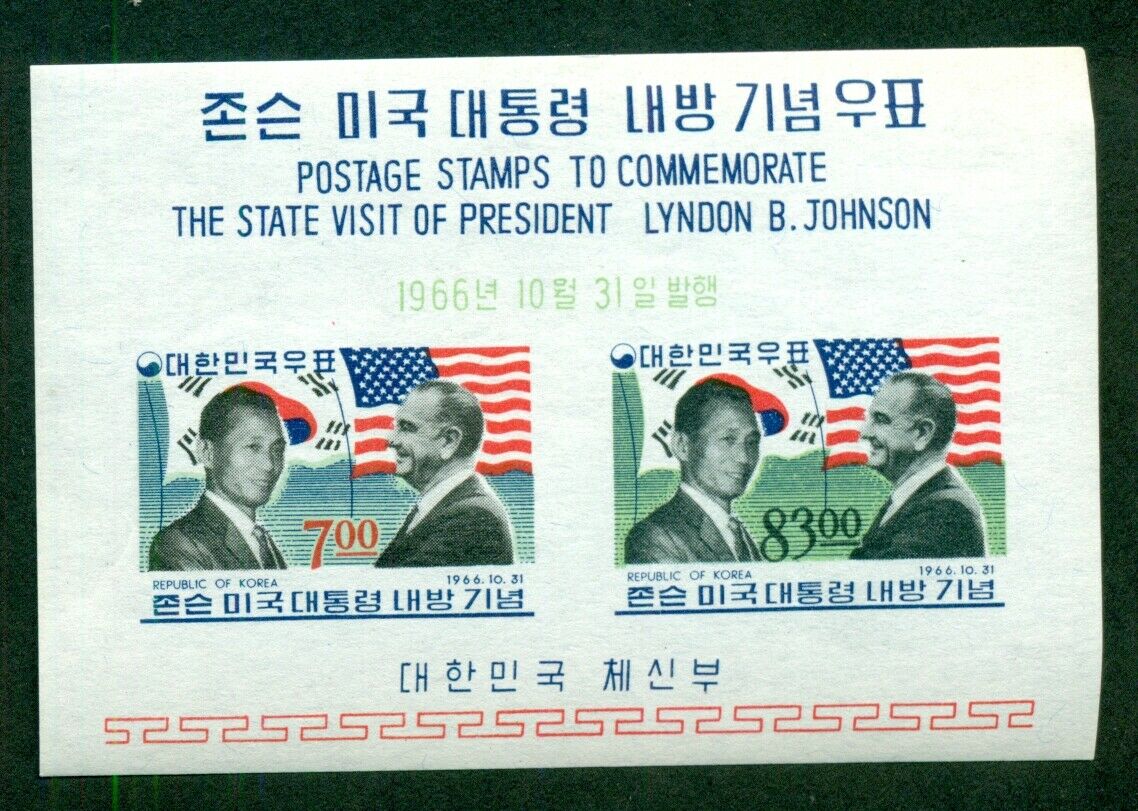 존슨 미국 대통령 내방 기념우표
POSTAGE STAMPS TO COMMEMORATE
THE STATE VISIT OF PRESIDENT LYNDON B. JOHNSON
1966년 10월 31일 발행
대한민국우표
700
REPUBLIC OF KOREA 1966.10.31
존슨 미국 대통령 내방 기념
대한민국우표
8300
REPUBLIC OF KOREA 1966.10.31
존슨 미국 대통령 내방 기념
대한민국 체신부